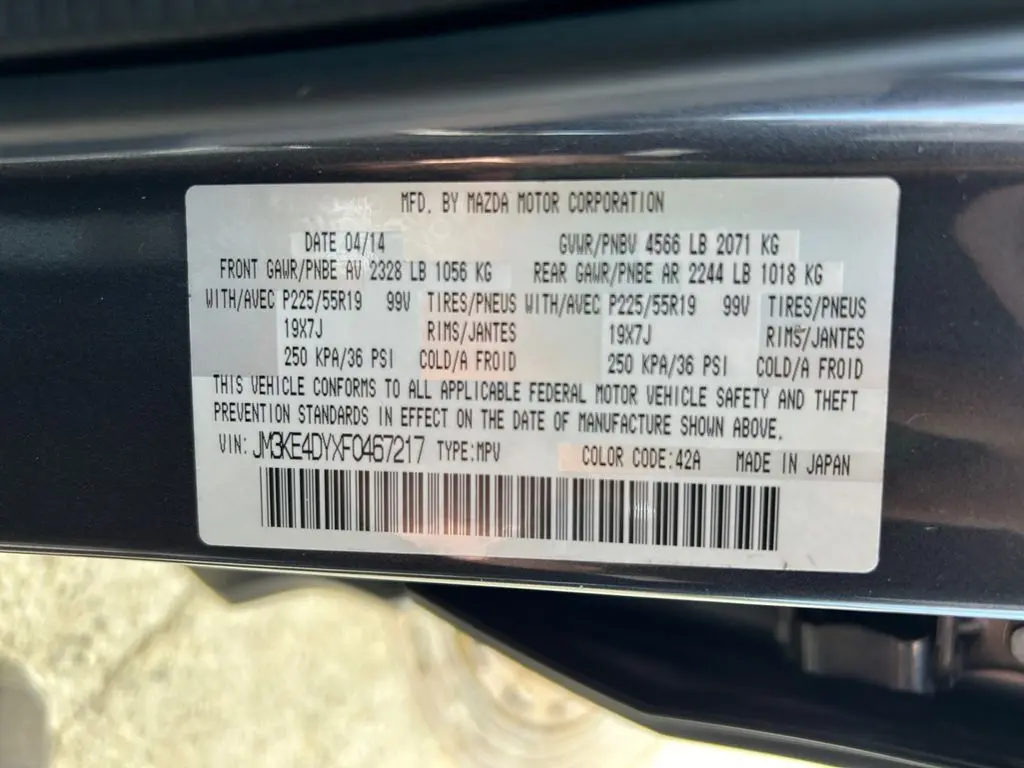 MFD. BY MAZDA MOTOR CORPORATION
DATE 04/14 GVWR/PNBV 4566 LB 2071 KG
FRONT GAWR/PNBE AV 2328 LB 1056 KG REAR GAWR/PNBE AR 2244 LB 1018 KG
WITH/AVEC P225/55R19 99V TIRES/PNEUS WITH/AVEC P225/55R19 99V TIRES/PNEUS
19X7J RIMS/JANTES 19X7J RIMS/JANTES
250 KPA/36 PSI COLD/A FROID 250 KPA/36 PSI COLD/A FROID
THIS VEHICLE CONFORMS TO ALL APPLICABLE FEDERAL MOTOR VEHICLE SAFETY AND THEFT
PREVENTION STANDARDS IN EFFECT ON THE DATE OF MANUFACTURE SHOWN ABOVE.
VIN: JM3KE4DYXF0467217 TYPE:MPV COLOR CODE:42A MADE IN JAPAN